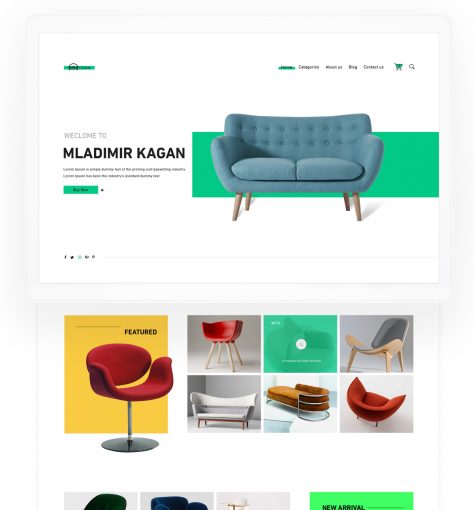 Home Categories About us Blog Contact us
WECLOME TO
MLADIMIR KAGAN
Lorem Ipsum is simply dummy text of the printing and typesetting industry.
Lorem Ipsum has been the industry's standard dummy text
Buy Now
FEATURED
NEW ARRIVAL